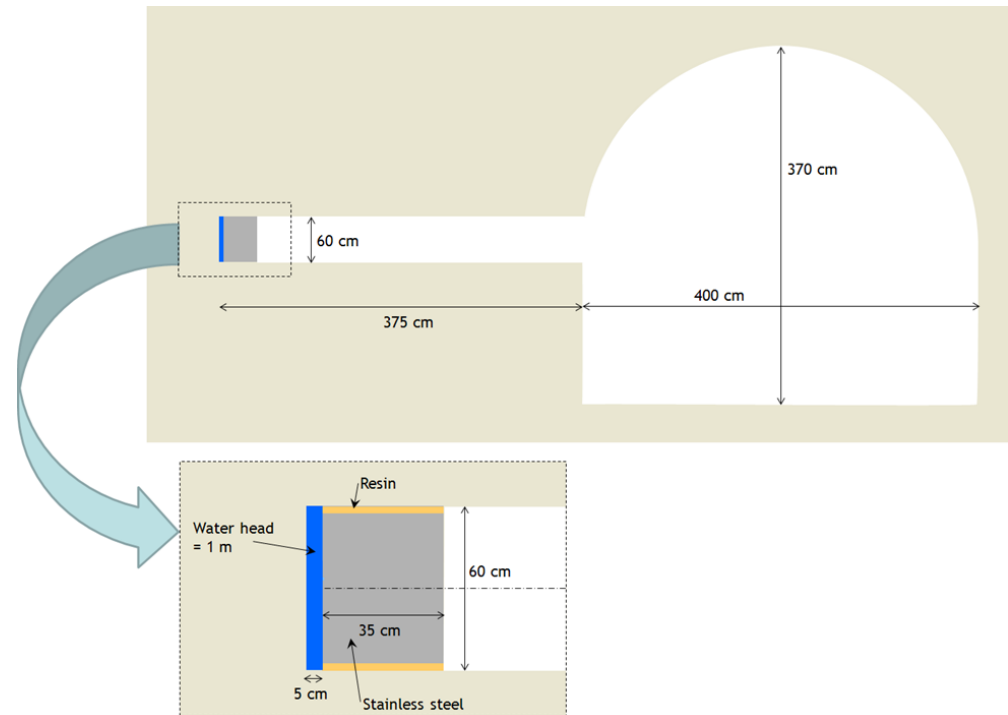 370 cm
60 cm
400 cm
375 cm
Resin
Water head
= 1 m
60 cm
35 cm
5 cm
Stainless steel